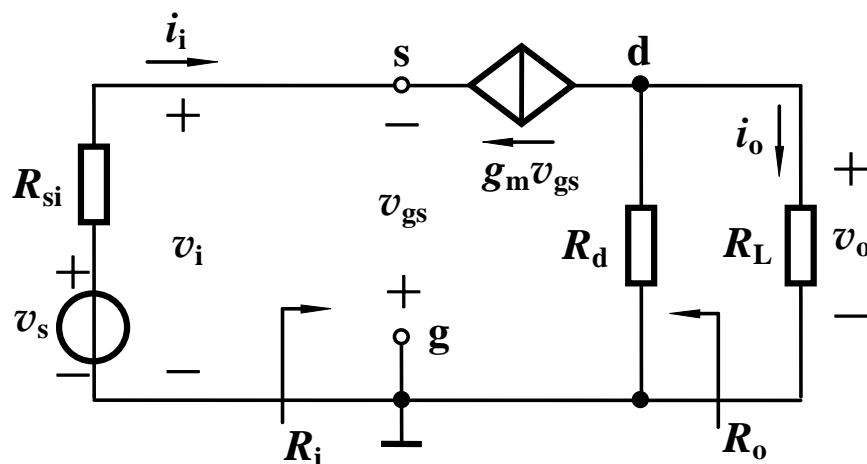 i_i
s
d
+
−
g_m v_gs
i_o
+
R_si
v_i
v_gs
R_d
R_L
v_o
+
v_s
+
−
g
−
−
R_i
R_o